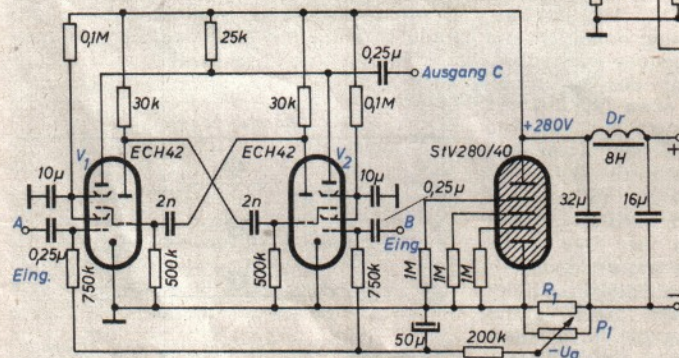 0,1M
25k
0,25µ
Ausgang C
30k
30k
0,1M
+280V
Dr
8H
V1
ECH42
ECH42
V2
StV280/40
10µ
10µ
0,25µ
32µ
16µ
+
A
2n
2n
B
0,25µ
Eing.
Eing.
750k
500k
500k
750k
1M
1M
1M
R1
P1
−
50µ
200k
-Ug